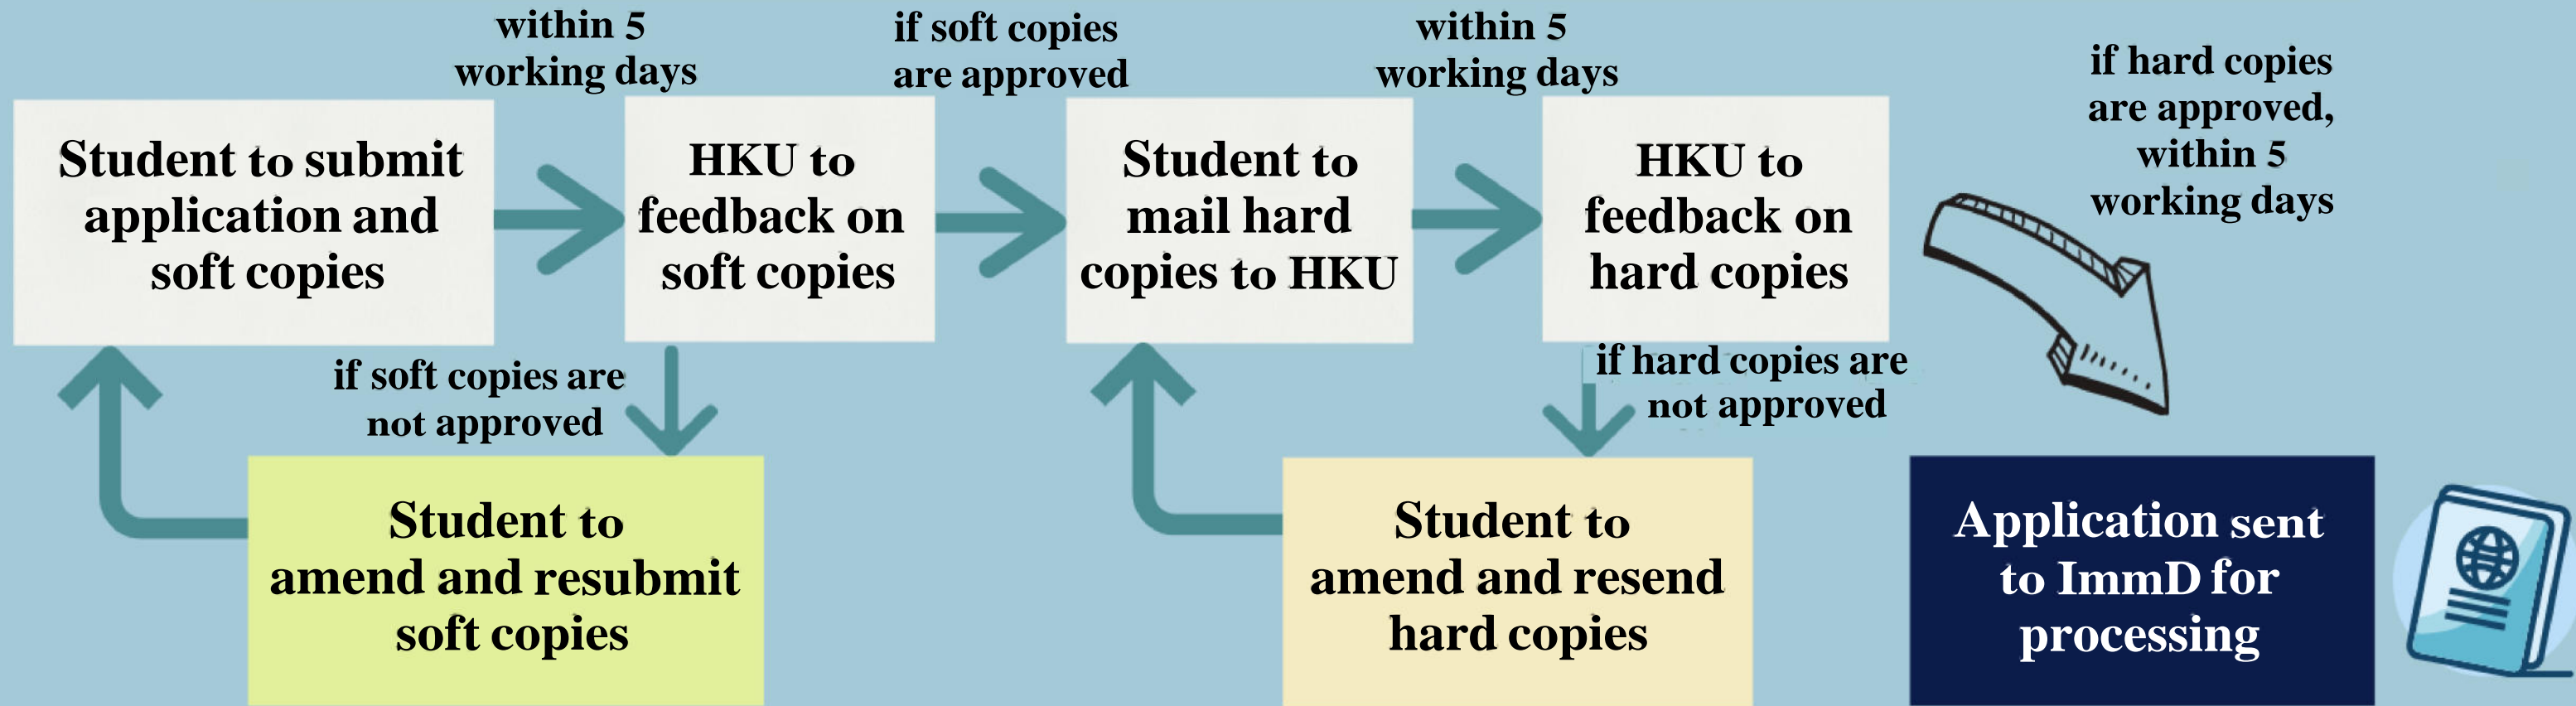 within 5
working days
if soft copies
are approved
within 5
working days
if hard copies
are approved,
within 5
working days
Student to submit
application and
soft copies
HKU to
feedback on
soft copies
Student to
mail hard
copies to HKU
HKU to
feedback on
hard copies
if soft copies are
not approved
if hard copies are
not approved
Student to
amend and resubmit
soft copies
Student to
amend and resend
hard copies
Application sent
to ImmD for
processing